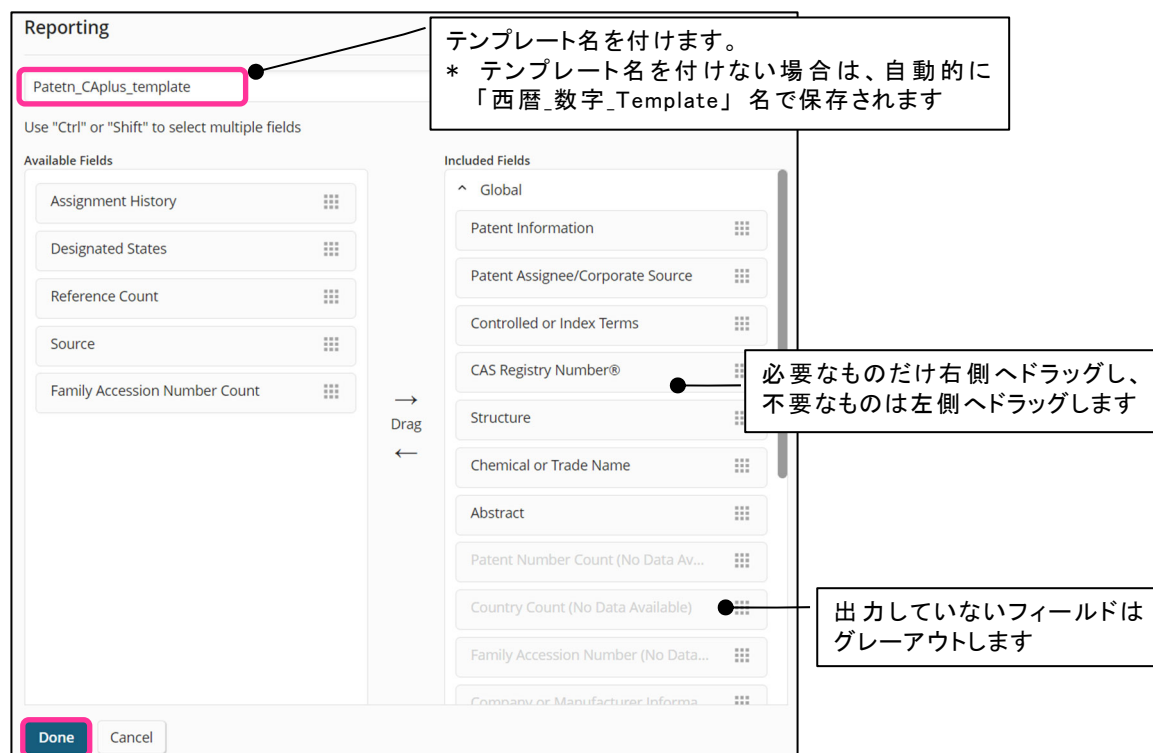 Reporting
テンプレート名を付けます。
* テンプレート名を付けない場合は、自動的に
「西暦_数字_Template」名で保存されます
Patetn_CAplus_template
Use "Ctrl" or "Shift" to select multiple fields
Available Fields
Included Fields
Assignment History
Designated States
Reference Count
Source
Family Accession Number Count
→
Drag
←
Global
Patent Information
Patent Assignee/Corporate Source
Controlled or Index Terms
CAS Registry Number®
Structure
Chemical or Trade Name
Abstract
Patent Number Count (No Data Av...
Country Count (No Data Available)
Family Accession Number (No Data...
Company or Manufacturer Informa...
必要なものだけ右側へドラッグし、
不要なものは左側へドラッグします
出力していないフィールドは
グレーアウトします
Done
Cancel